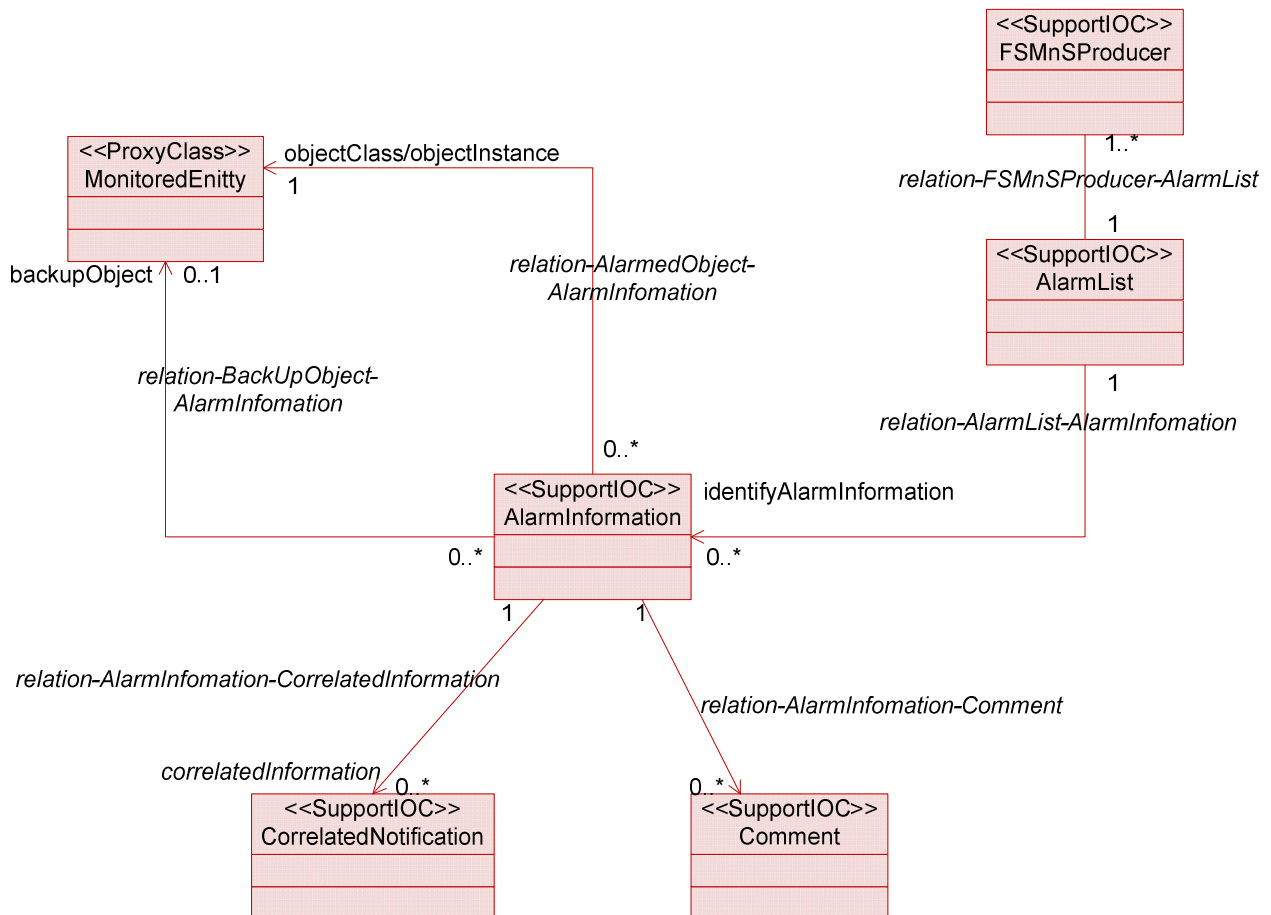 <<SupportIOC>>
FSMnSProducer
1..*
relation-FSMnSProducer-AlarmList
1
<<SupportIOC>>
AlarmList
1
relation-AlarmList-AlarmInfomation
<<ProxyClass>>
MonitoredEnitty
objectClass/objectInstance
1
backupObject
0..1
relation-AlarmedObject-
AlarmInfomation
relation-BackUpObject-
AlarmInfomation
0..*
<<SupportIOC>>
AlarmInformation
identifyAlarmInformation
0..*
0..*
1
1
relation-AlarmInfomation-CorrelatedInformation
relation-AlarmInfomation-Comment
correlatedInformation
0..*
0..*
<<SupportIOC>>
CorrelatedNotification
<<SupportIOC>>
Comment